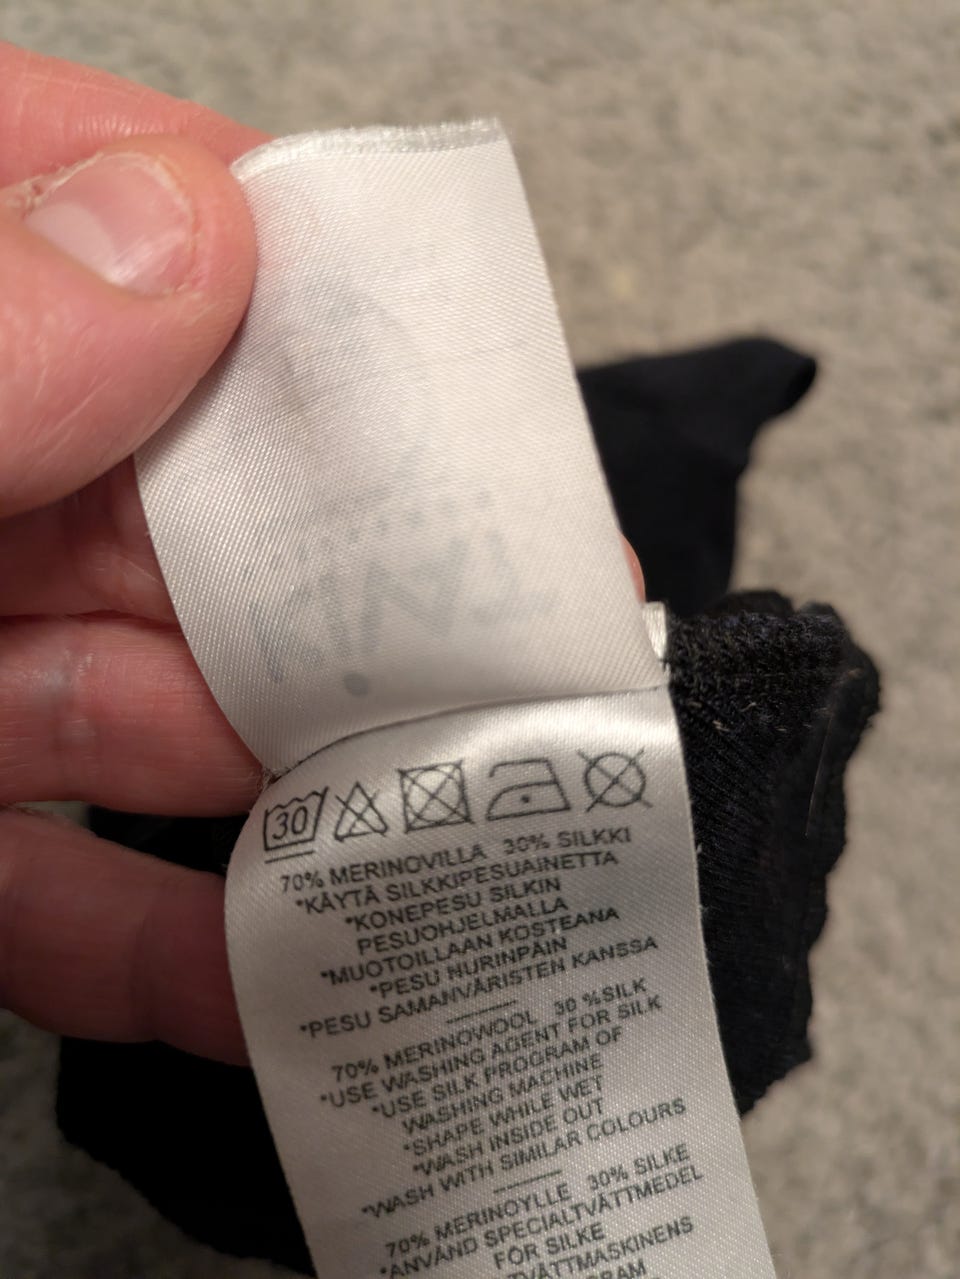 30
70% MERINOVILLA 30% SILKKI
*KÄYTÄ SILKKIPESUAINETTA
*KONEPESU SILKIN
PESUOHJELMALLA
*MUOTOILLAAN KOSTEANA
*PESU NURINPÄIN
*PESU SAMANVÄRISTEN KANSSA
70% MERINOWOOL 30 %SILK
*USE WASHING AGENT FOR SILK
*USE SILK PROGRAM OF
WASHING MACHINE
*SHAPE WHILE WET
*WASH INSIDE OUT
*WASH WITH SIMILAR COLOURS
70% MERINOYLLE 30% SILKE
*ANVÄND SPECIALTVÄTTMEDEL
FÖR SILKE
TVÄTTMASKINENS